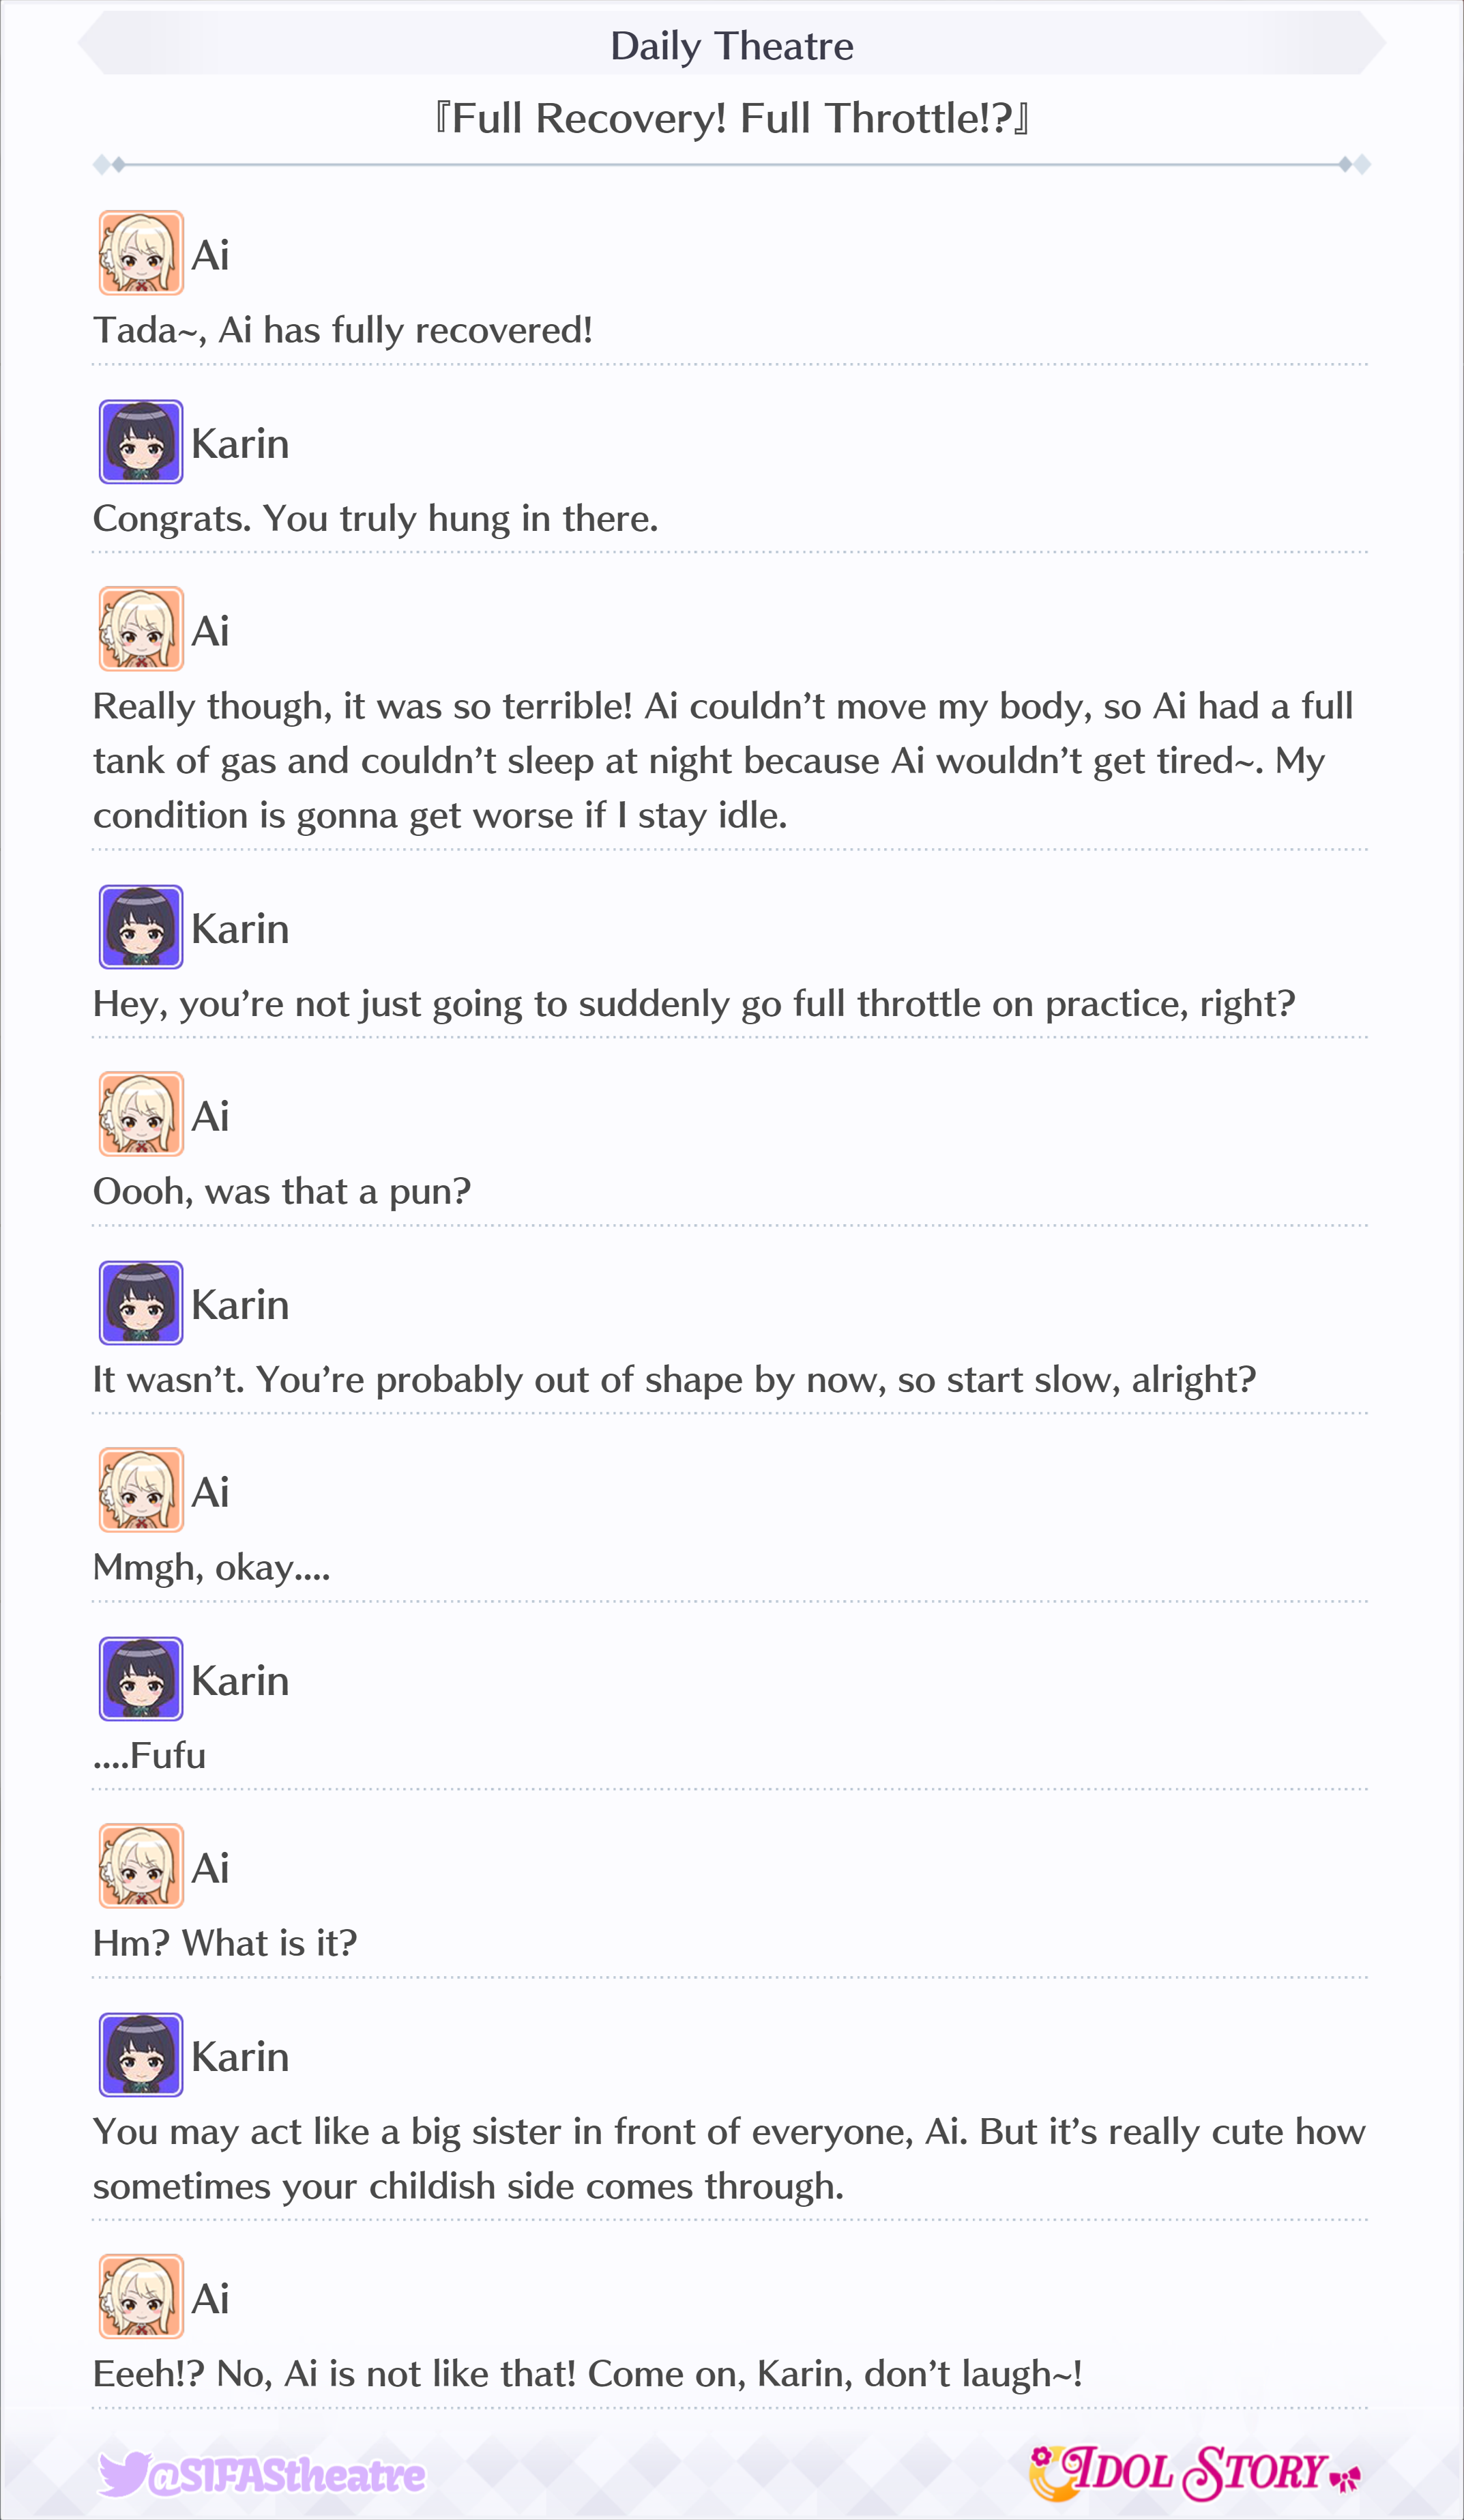 Daily Theatre
『Full Recovery! Full Throttle!?』
Ai
Tada~, Ai has fully recovered!
Karin
Congrats. You truly hung in there.
Ai
Really though, it was so terrible! Ai couldn’t move my body, so Ai had a full
tank of gas and couldn’t sleep at night because Ai wouldn’t get tired~. My
condition is gonna get worse if I stay idle.
Karin
Hey, you’re not just going to suddenly go full throttle on practice, right?
Ai
Oooh, was that a pun?
Karin
It wasn’t. You’re probably out of shape by now, so start slow, alright?
Ai
Mmgh, okay....
Karin
....Fufu
Ai
Hm? What is it?
Karin
You may act like a big sister in front of everyone, Ai. But it’s really cute how
sometimes your childish side comes through.
Ai
Eeeh!? No, Ai is not like that! Come on, Karin, don’t laugh~!
@SIFAStheatre
IDOL STORY